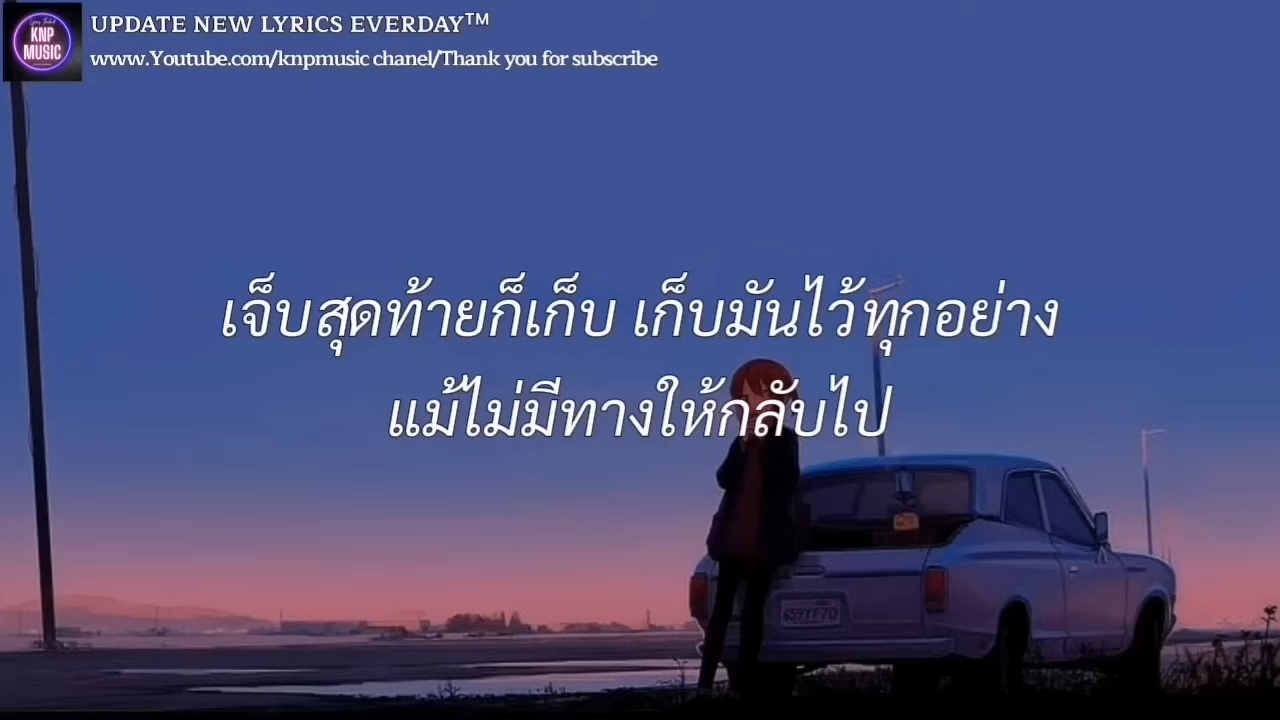 UPDATE NEW LYRICS EVERDAY™
www.Youtube.com/knpmusic chanel/Thank you for subscribe
KNP
MUSIC
เจ็บสุดท้ายก็เก็บ เก็บมันไว้ทุกอย่าง
แม้ไม่มีทางให้กลับไป